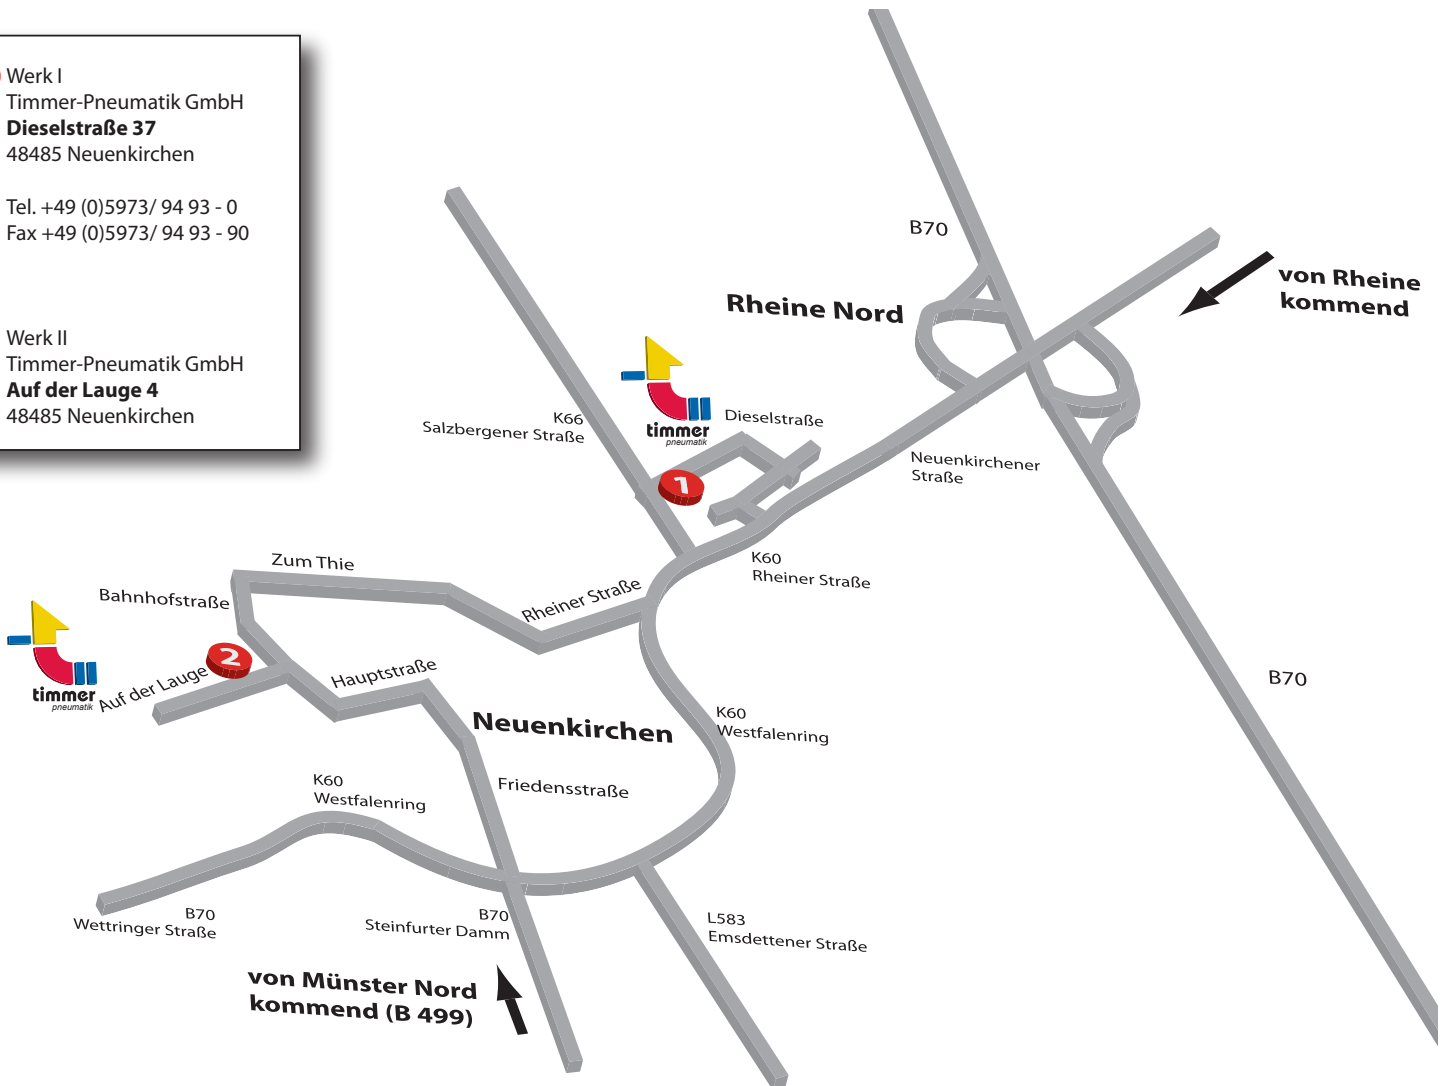 Werk I
Timmer-Pneumatik GmbH
Dieselstraße 37
48485 Neuenkirchen
Tel. +49 (0)5973/ 94 93 - 0
Fax +49 (0)5973/ 94 93 - 90
Werk II
Timmer-Pneumatik GmbH
Auf der Lauge 4
48485 Neuenkirchen
B70
von Rheine
kommend
Rheine Nord
timmer
pneumatik
Dieselstraße
K66
Salzbergener Straße
1
Neuenkirchener
Straße
K60
Rheiner Straße
Zum Thie
Rheiner Straße
Bahnhofstraße
2
timmer
pneumatik
Auf der Lauge
Hauptstraße
Neuenkirchen
K60
Westfalenring
B70
K60
Westfalenring
Friedensstraße
B70
Wettringer Straße
B70
Steinfurter Damm
L583
Emsdettener Straße
von Münster Nord
kommend (B 499)